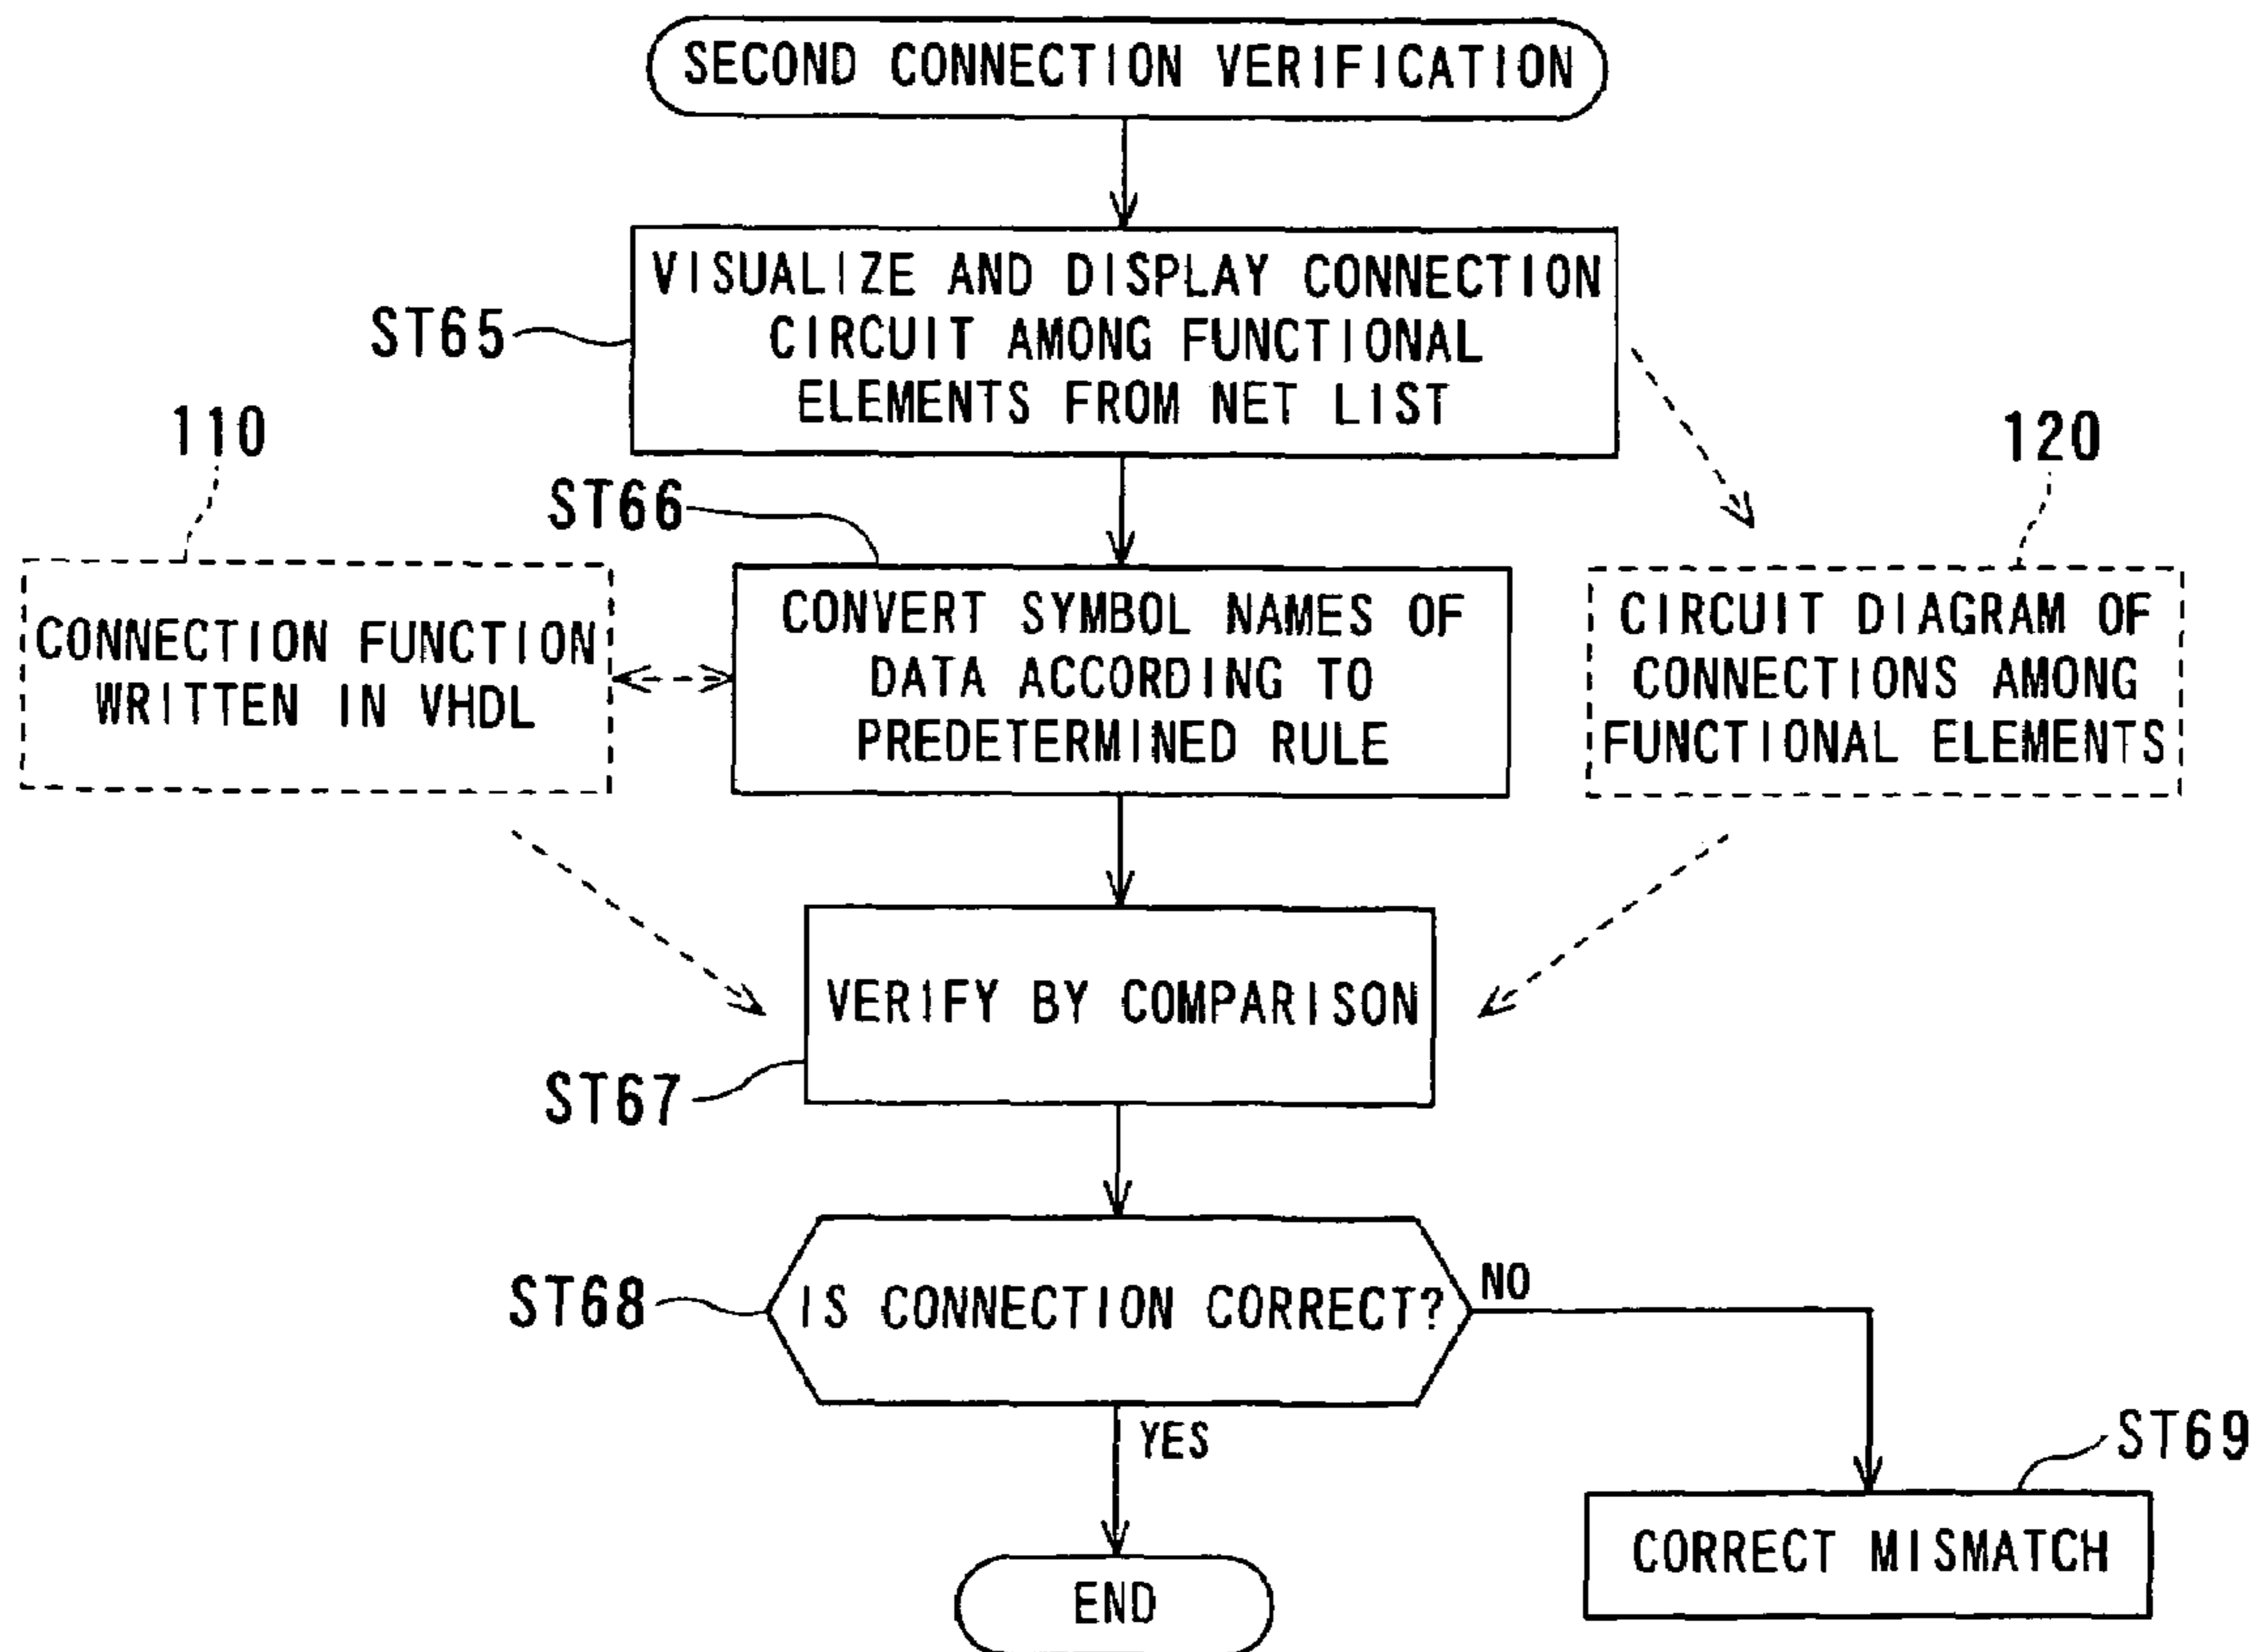 SECOND CONNECTION VERIFICATION
VISUALIZE AND DISPLAY CONNECTION
CIRCUIT AMONG FUNCTIONAL
ELEMENTS FROM NET LIST
ST65
110
120
ST66
CONNECTION FUNCTION
WRITTEN IN VHDL
CONVERT SYMBOL NAMES OF
DATA ACCORDING TO
PREDETERMINED RULE
CIRCUIT DIAGRAM OF
CONNECTIONS AMONG
FUNCTIONAL ELEMENTS
VERIFY BY COMPARISON
ST67
ST68
IS CONNECTION CORRECT?
NO
YES
ST69
CORRECT MISMATCH
END